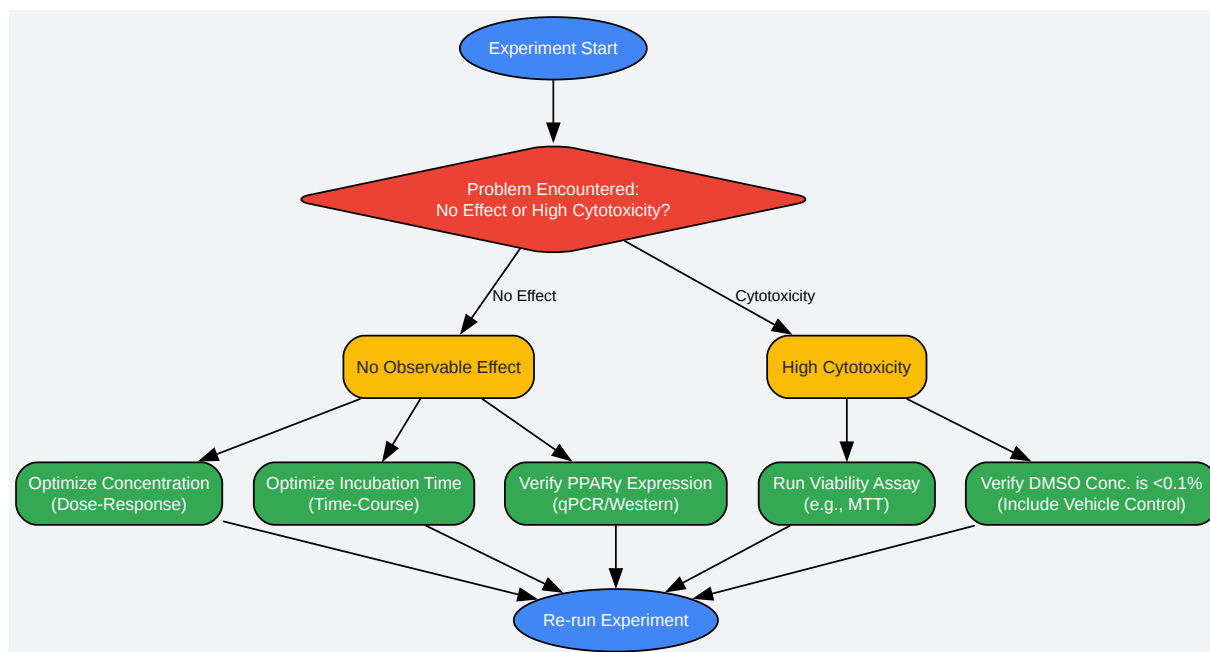 Experiment Start
Problem Encountered:
No Effect or High Cytotoxicity?
No Effect
Cytotoxicity
No Observable Effect
High Cytotoxicity
Optimize Concentration
(Dose-Response)
Optimize Incubation Time
(Time-Course)
Verify PPARγ Expression
(qPCR/Western)
Run Viability Assay
(e.g., MTT)
Verify DMSO Conc. is <0.1%
(Include Vehicle Control)
Re-run Experiment